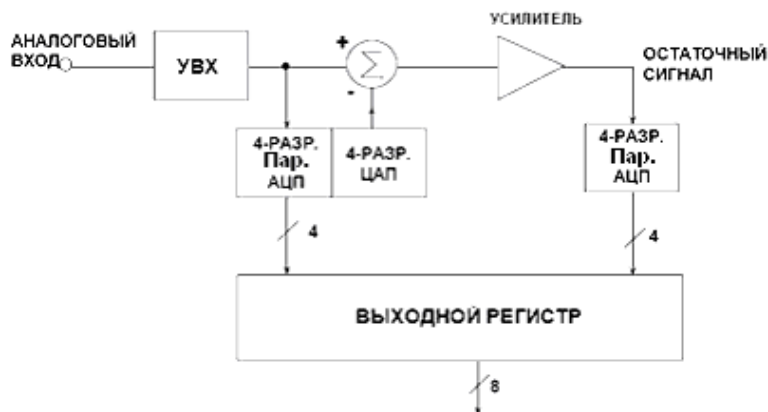 УСИЛИТЕЛЬ
АНАЛОГОВЫЙ
ВХОД
УВХ
+
Σ
-
ОСТАТОЧНЫЙ
СИГНАЛ
4-РАЗР.
Пар.
АЦП
4-РАЗР.
ЦАП
4-РАЗР.
Пар.
АЦП
4
4
ВЫХОДНОЙ РЕГИСТР
8